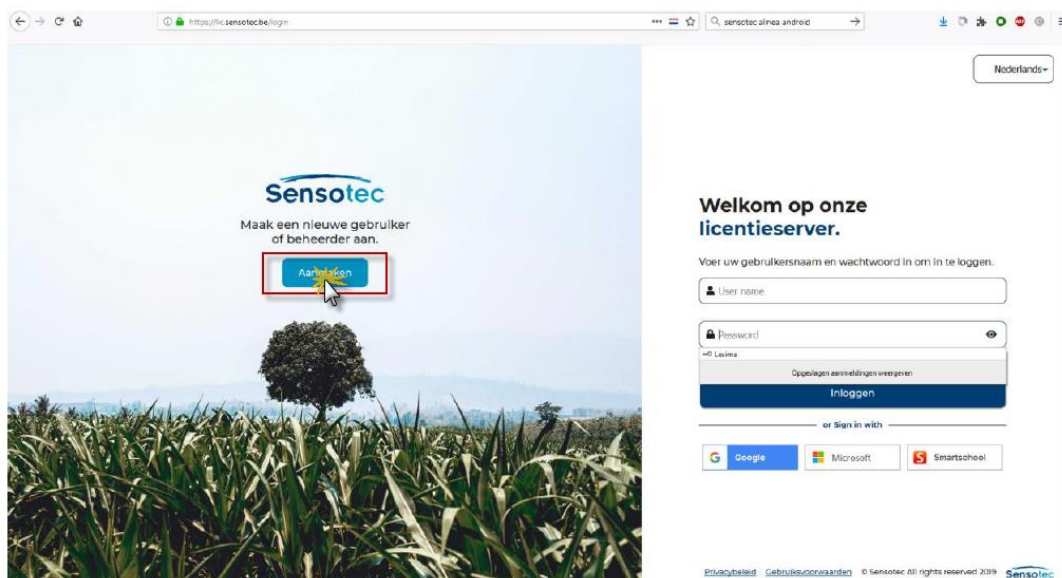 https://lic.sensotec.be/login
sensotec alinea android
Nederlands
Sensotec
Maak een nieuwe gebruiker
of beheerder aan.
Aanmaken
Welkom op onze
licentieserver.
Voer uw gebruikersnaam en wachtwoord in om in te loggen.
User name
Password
Lexima
Opgeslagen aanmeldingen weergeven
Inloggen
or Sign in with
Google
Microsoft
Smartschool
Privacybeleid Gebruiksvoorwaarden © Sensotec All rights reserved 2019 Sensotec